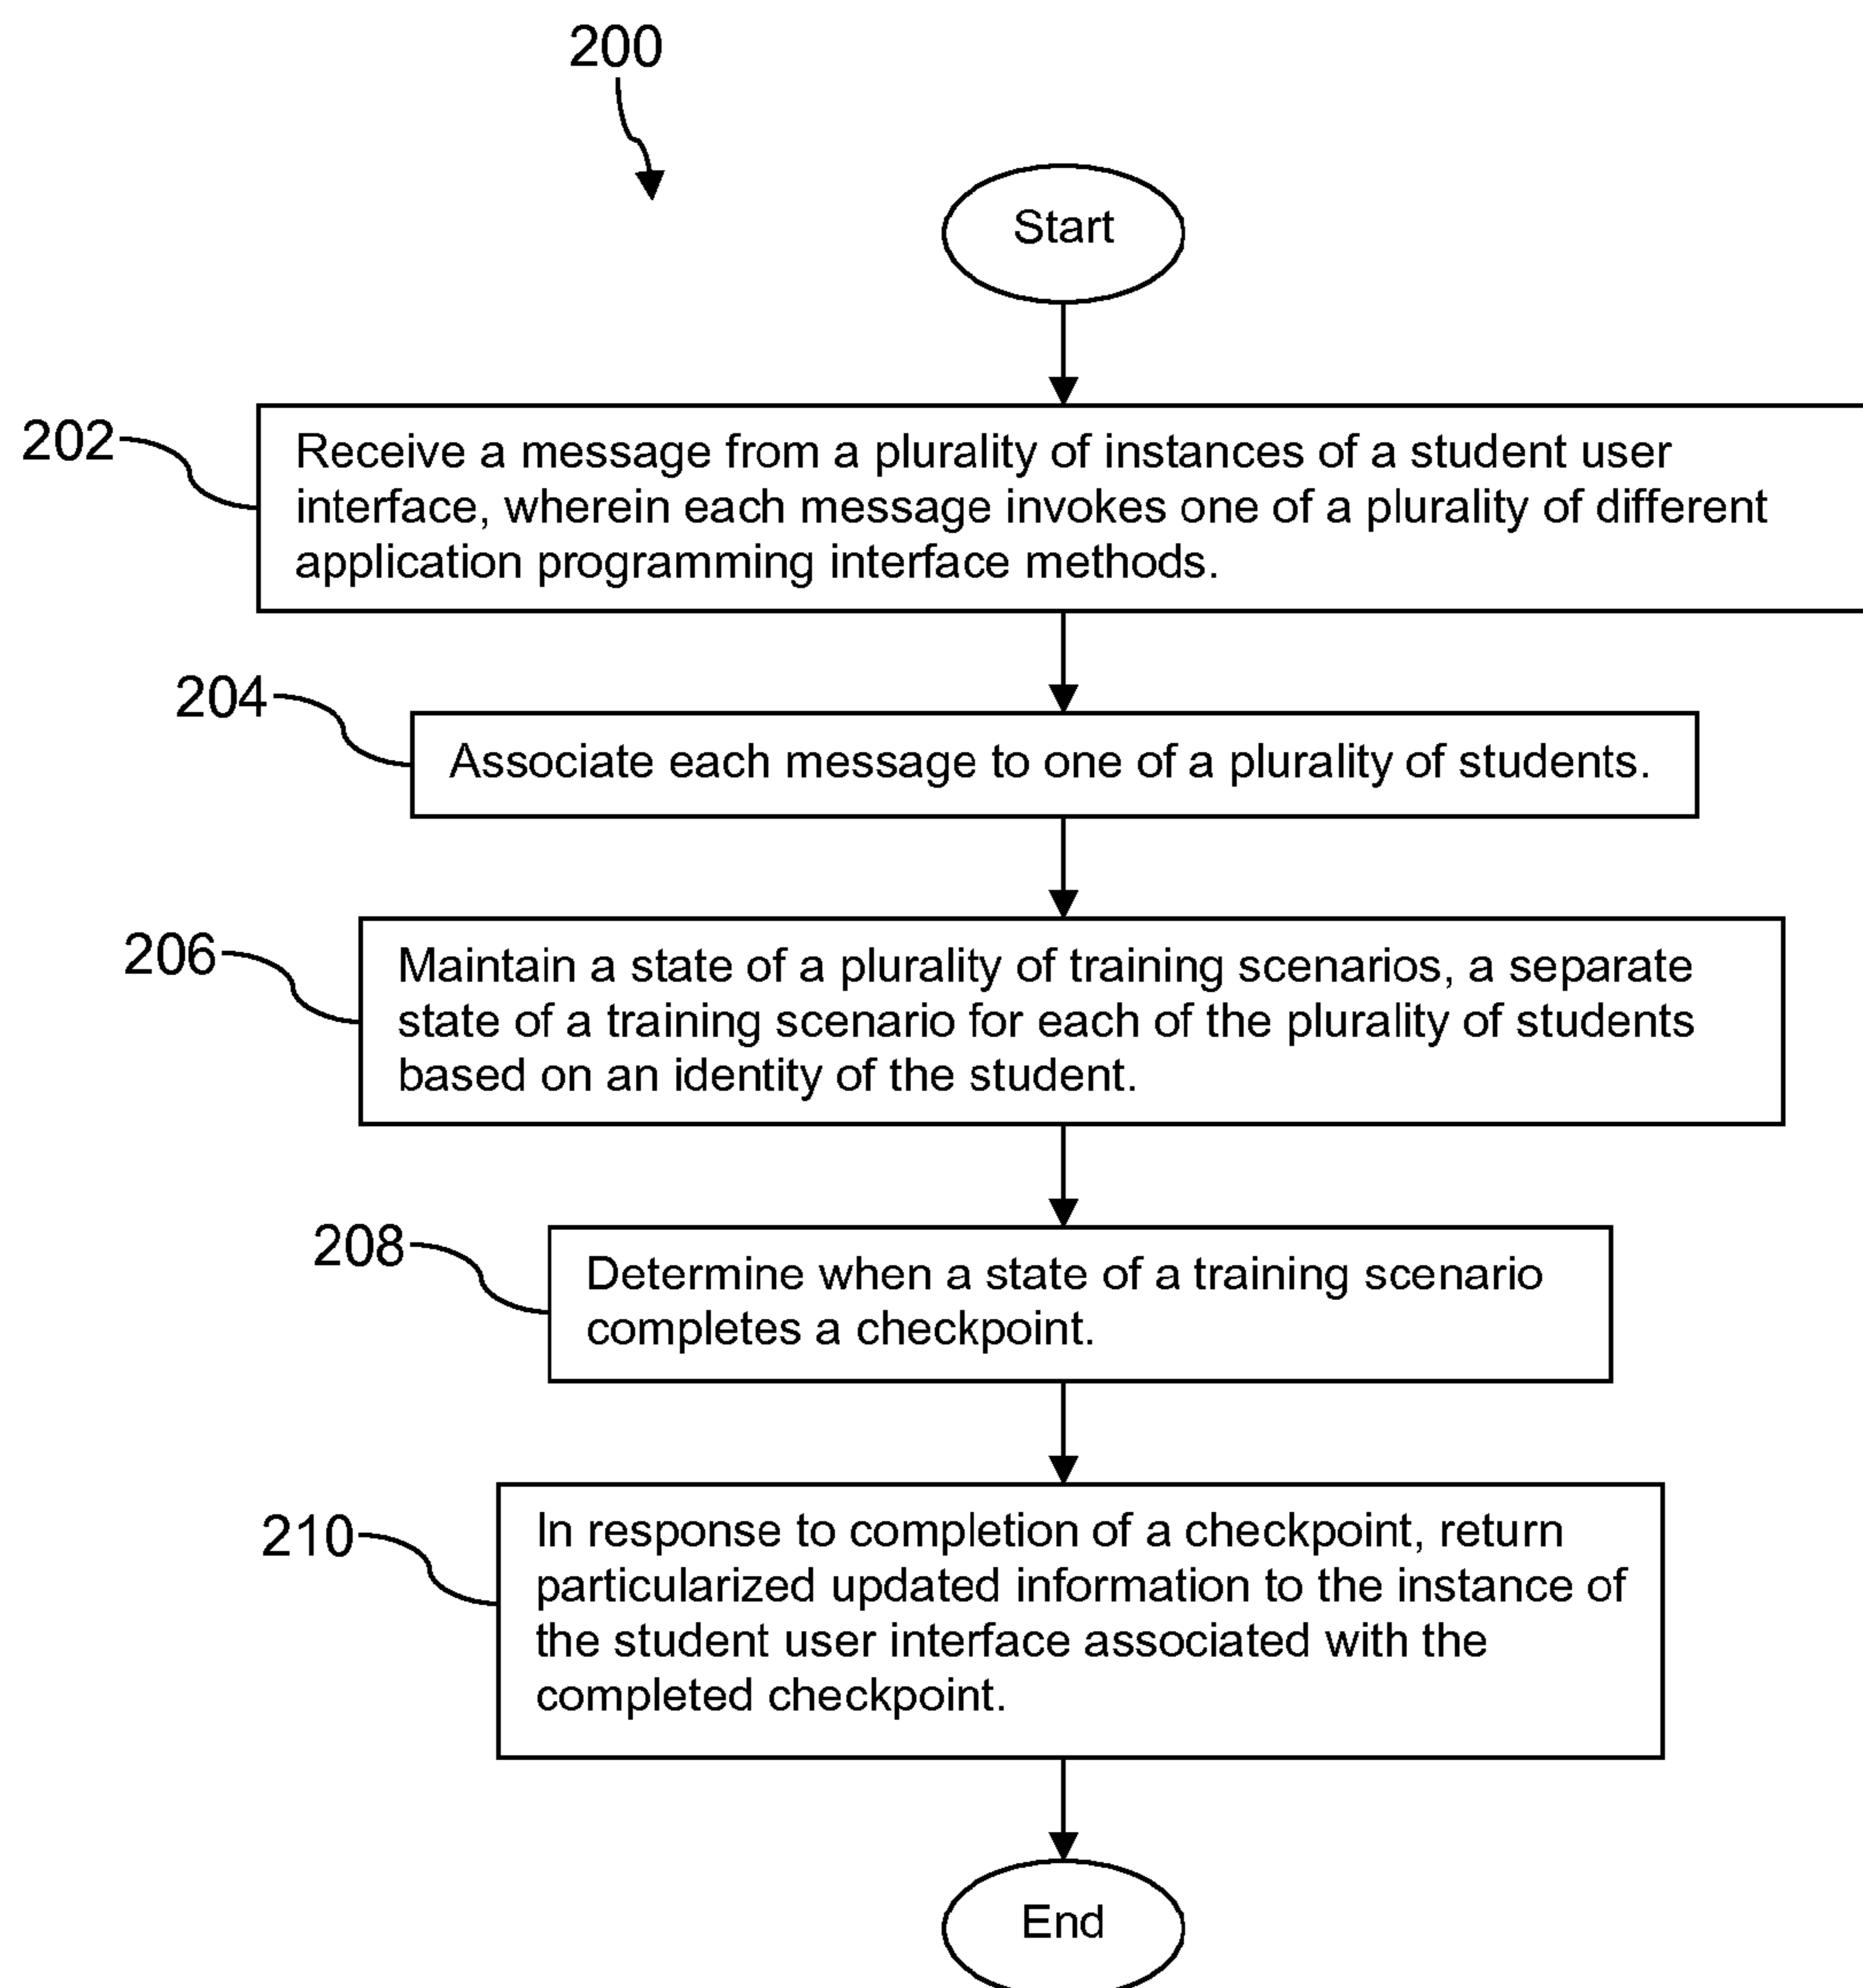 200
Start
202
Receive a message from a plurality of instances of a student user
interface, wherein each message invokes one of a plurality of different
application programming interface methods.
204
Associate each message to one of a plurality of students.
206
Maintain a state of a plurality of training scenarios, a separate
state of a training scenario for each of the plurality of students
based on an identity of the student.
208
Determine when a state of a training scenario
completes a checkpoint.
210
In response to completion of a checkpoint, return
particularized updated information to the instance of
the student user interface associated with the
completed checkpoint.
End